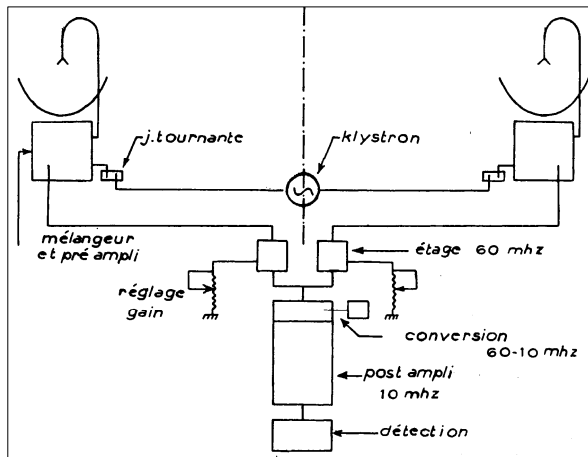 j.tournante
klystron
mélangeur
et pré ampli
étage 60 mhz
réglage
gain
conversion
60-10 mhz
post ampli
10 mhz
détection